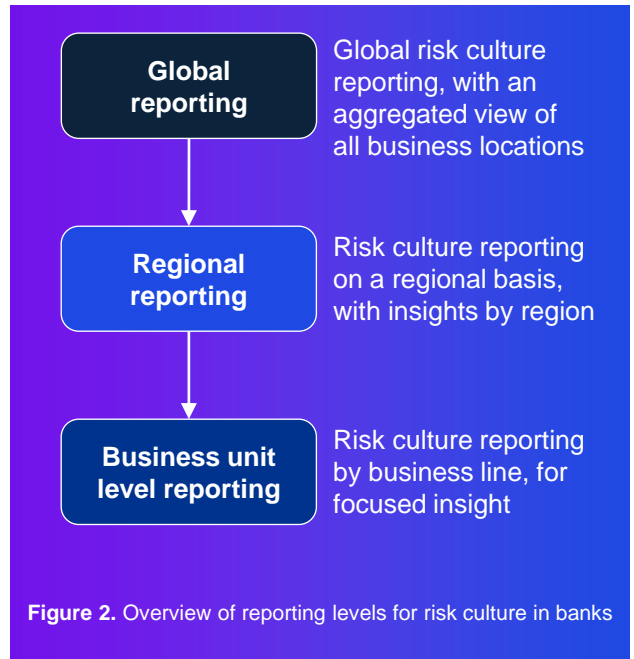 Global
reporting
Global risk culture
reporting, with an
aggregated view of
all business locations
Regional
reporting
Risk culture reporting
on a regional basis,
with insights by region
Business unit
level reporting
Risk culture reporting
by business line, for
focused insight
Figure 2. Overview of reporting levels for risk culture in banks